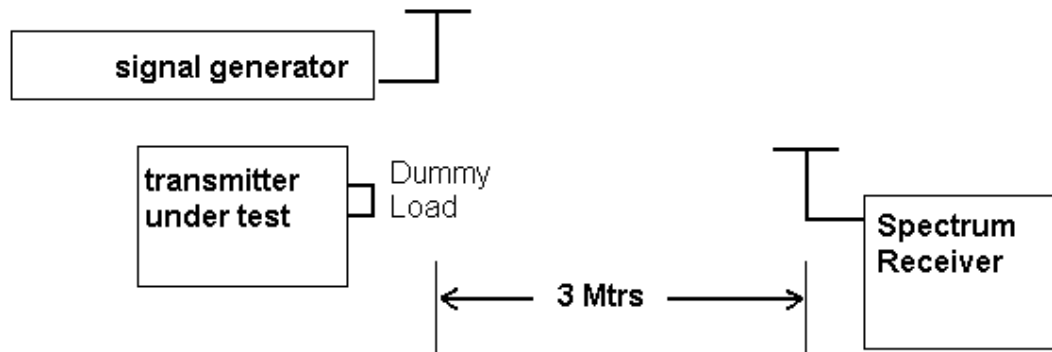 signal generator
transmitter
under test
Dummy
Load
Spectrum
Receiver
3 Mtrs